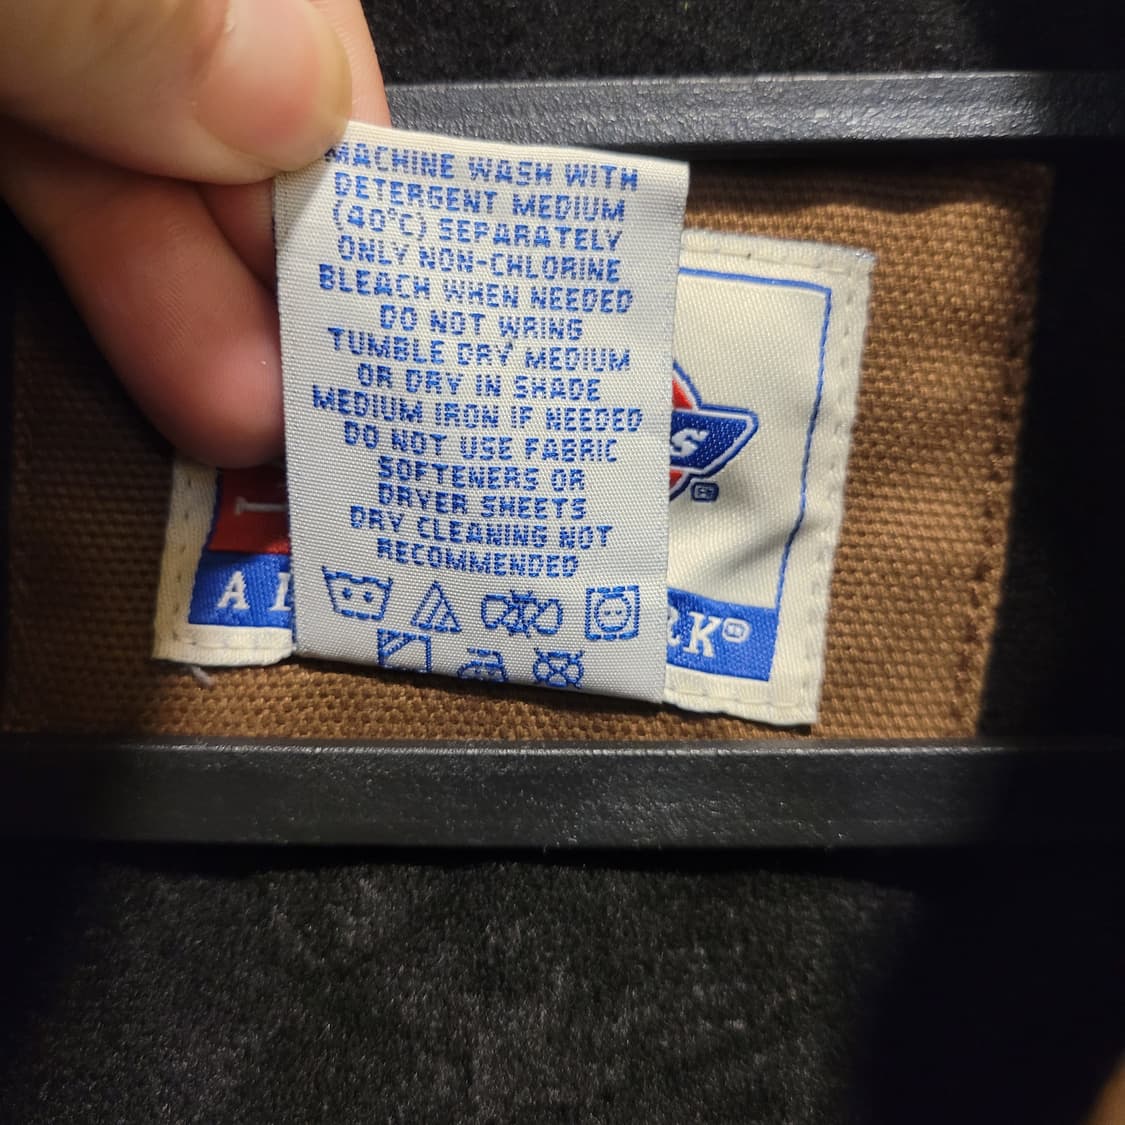 MACHINE WASH WITH
DETERGENT MEDIUM
(40°C) SEPARATELY
ONLY NON-CHLORINE
BLEACH WHEN NEEDED
DO NOT WRING
TUMBLE DRY MEDIUM
OR DRY IN SHADE
MEDIUM IRON IF NEEDED
DO NOT USE FABRIC
SOFTENERS OR
DRYER SHEETS
DRY CLEANING NOT
RECOMMENDED